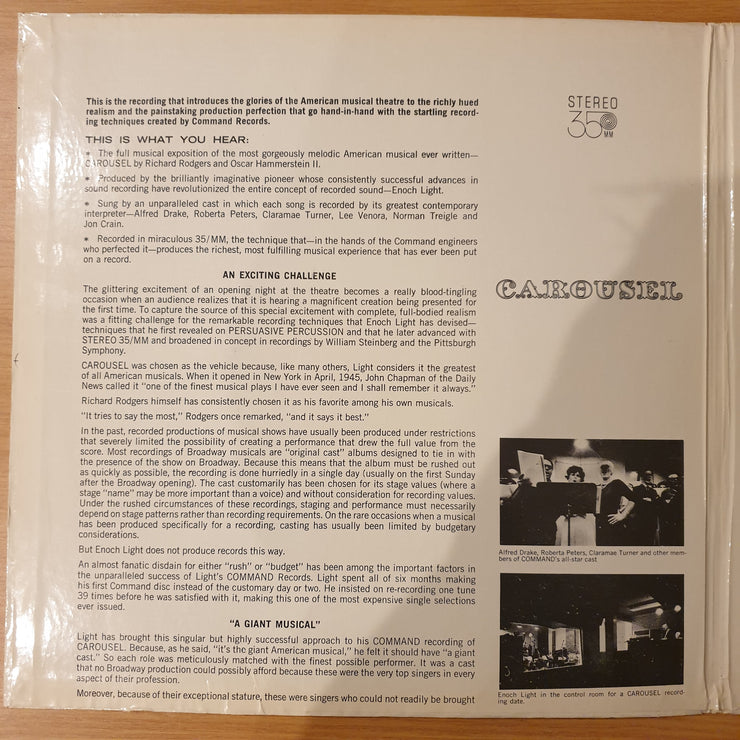 This is the recording that introduces the glories of the American musical theatre to the richly hued
realism and the painstaking production perfection that go hand-in-hand with the startling record-
ing techniques created by Command Records.
THIS IS WHAT YOU HEAR:
* The full musical exposition of the most gorgeously melodic American musical ever written—
CAROUSEL by Richard Rodgers and Oscar Hammerstein II.
* Produced by the brilliantly imaginative pioneer whose consistently successful advances in
sound recording have revolutionized the entire concept of recorded sound—Enoch Light.
* Sung by an unparalleled cast in which each song is recorded by its greatest contemporary
interpreter—Alfred Drake, Roberta Peters, Claramae Turner, Lee Venora, Norman Treigle and
Jon Crain.
* Recorded in miraculous 35/MM, the technique that—in the hands of the Command engineers
who perfected it—produces the richest, most fulfilling musical experience that has ever been put
on a record.
AN EXCITING CHALLENGE
The glittering excitement of an opening night at the theatre becomes a really blood-tingling
occasion when an audience realizes that it is hearing a magnificent creation being presented for
the first time. To capture the source of this special excitement with complete, full-bodied realism
was a fitting challenge for the remarkable recording techniques that Enoch Light has devised—
techniques that he first revealed on PERSUASIVE PERCUSSION and that he later advanced with
STEREO 35/MM and broadened in concept in recordings by William Steinberg and the Pittsburgh
Symphony.
CAROUSEL was chosen as the vehicle because, like many others, Light considers it the greatest
of all American musicals. When it opened in New York in April, 1945, John Chapman of the Daily
News called it "one of the finest musical plays I have ever seen and I shall remember it always."
Richard Rodgers himself has consistently chosen it as his favorite among his own musicals.
"It tries to say the most," Rodgers once remarked, "and it says it best."
In the past, recorded productions of musical shows have usually been produced under restrictions
that severely limited the possibility of creating a performance that drew the full value from the
score. Most recordings of Broadway musicals are "original cast" albums designed to tie in with
the presence of the show on Broadway. Because this means that the album must be rushed out
as quickly as possible, the recording is done hurriedly in a single day (usually on the first Sunday
after the Broadway opening). The cast customarily has been chosen for its stage values (where a
stage "name" may be more important than a voice) and without consideration for recording values.
Under the rushed circumstances of these recordings, staging and performance must necessarily
depend on stage patterns rather than recording requirements. On the rare occasions when a musical
has been produced specifically for a recording, casting has usually been limited by budgetary
considerations.
But Enoch Light does not produce records this way.
An almost fanatic disdain for either "rush" or "budget" has been among the important factors in
the unparalleled success of Light's COMMAND Records. Light spent all of six months making
his first Command disc instead of the customary day or two. He insisted on re-recording one tune
39 times before he was satisfied with it, making this one of the most expensive single selections
ever issued.
"A GIANT MUSICAL"
Light has brought this singular but highly successful approach to his COMMAND recording of
CAROUSEL. Because, as he said, "it's the giant American musical," he felt it should have "a giant
cast." So each role was meticulously matched with the finest possible performer. It was a cast
that no Broadway production could possibly afford because these were the very top singers in every
aspect of their profession.
Moreover, because of their exceptional stature, these were singers who could not readily be brought
STEREO
35 MM
CAROUSEL
Alfred Drake, Roberta Peters, Claramae Turner and other mem-
bers of COMMAND's all-star cast
Enoch Light in the control room for a CAROUSEL record-
ing date.